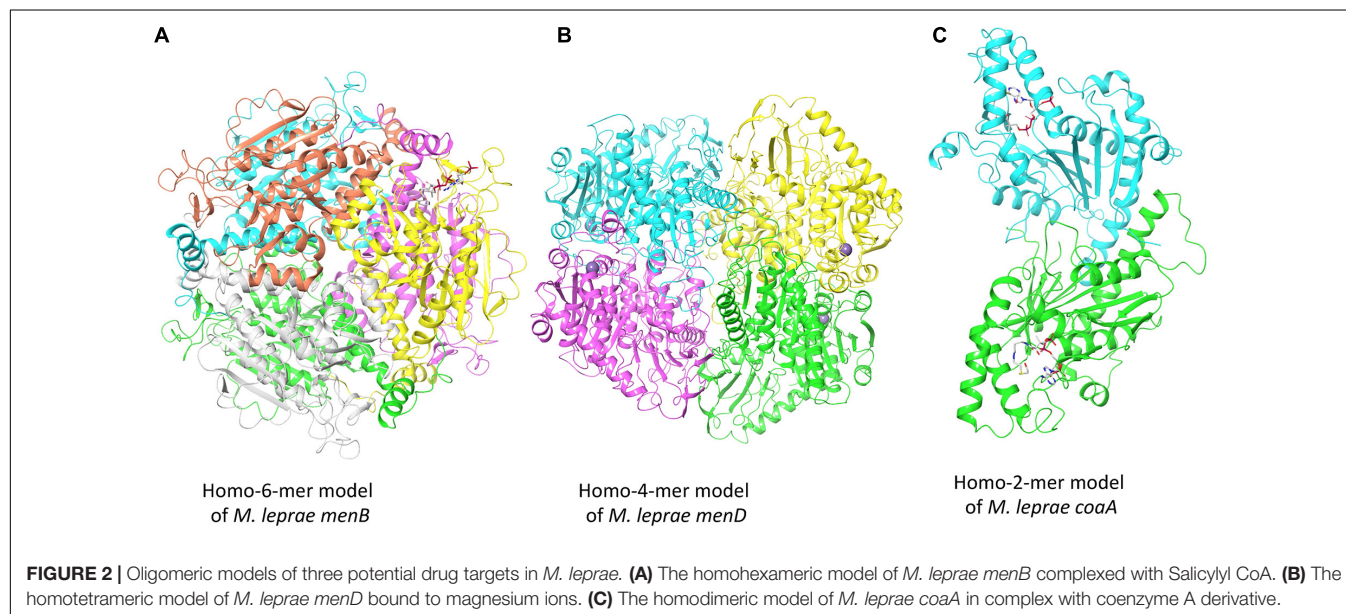 A
B
C
Homo-6-mer model
of M. leprae menB
Homo-4-mer model
of M. leprae menD
Homo-2-mer model
of M. leprae coaA
FIGURE 2 | Oligomeric models of three potential drug targets in M. leprae. (A) The homohexameric model of M. leprae menB complexed with Salicylyl CoA. (B) The
homotetrameric model of M. leprae menD bound to magnesium ions. (C) The homodimeric model of M. leprae coaA in complex with coenzyme A derivative.